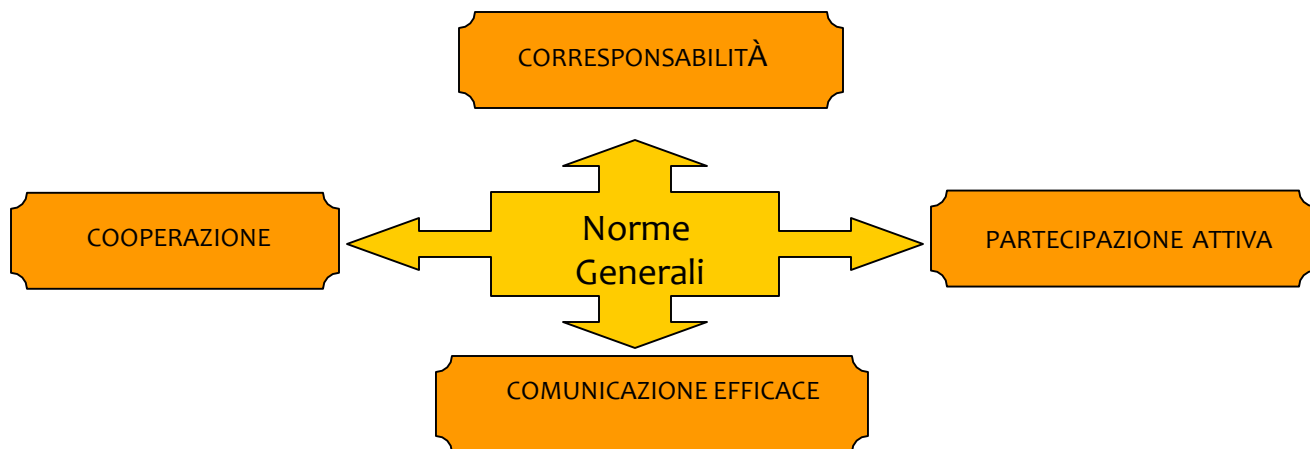 CORRESPONSABILITÀ
COOPERAZIONE
Norme
Generali
PARTECIPAZIONE ATTIVA
COMUNICAZIONE EFFICACE